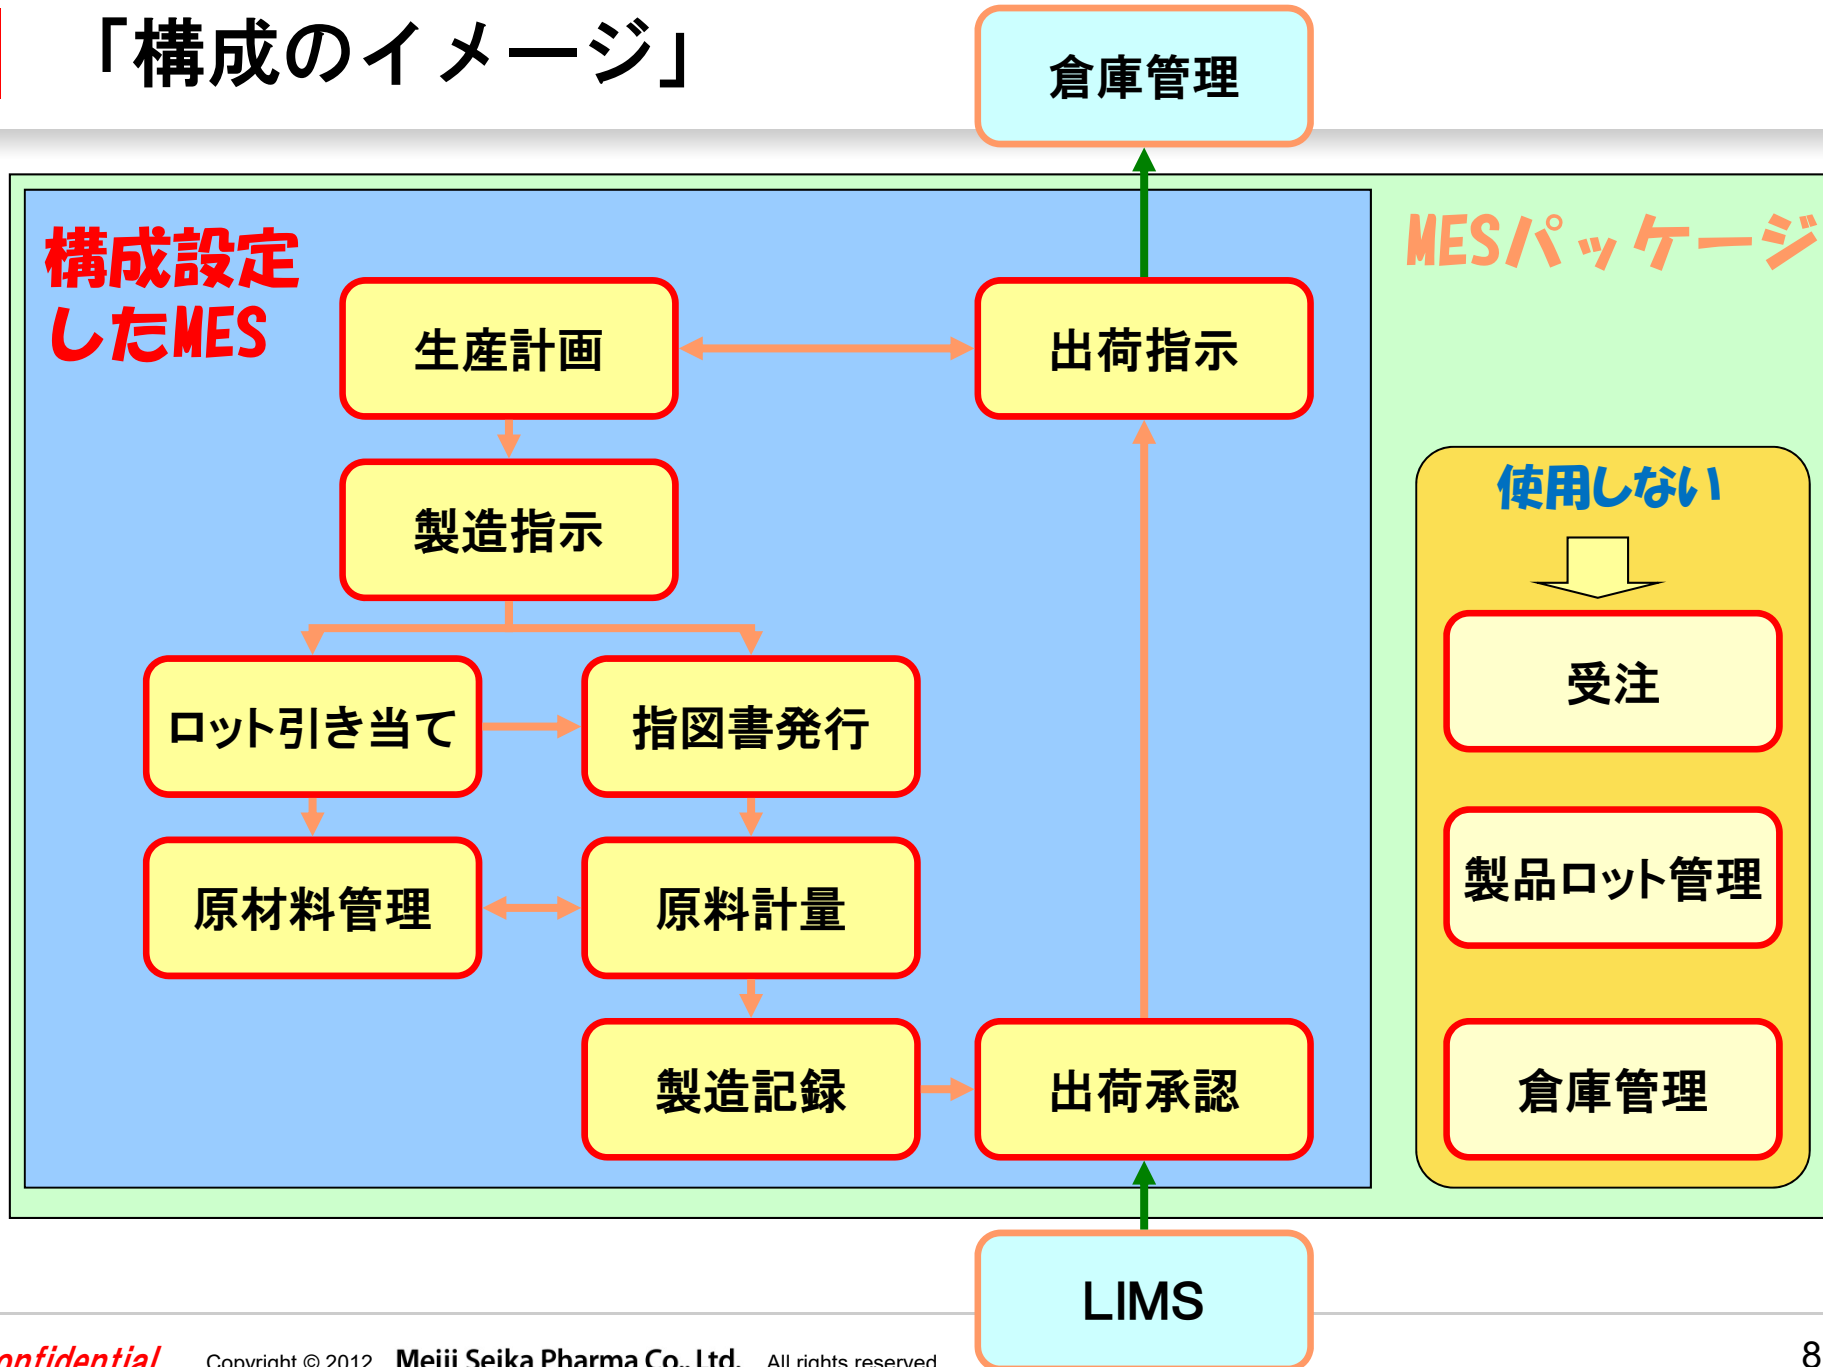 「構成のイメージ」
倉庫管理
構成設定
したMES
MESパッケージ
生産計画
出荷指示
製造指示
使用しない
ロット引き当て
指図書発行
受注
原材料管理
原料計量
製品ロット管理
製造記録
出荷承認
倉庫管理
LIMS
onfidential Copyright © 2012 Meiji Seika Pharma Co., Ltd. All rights reserved
8